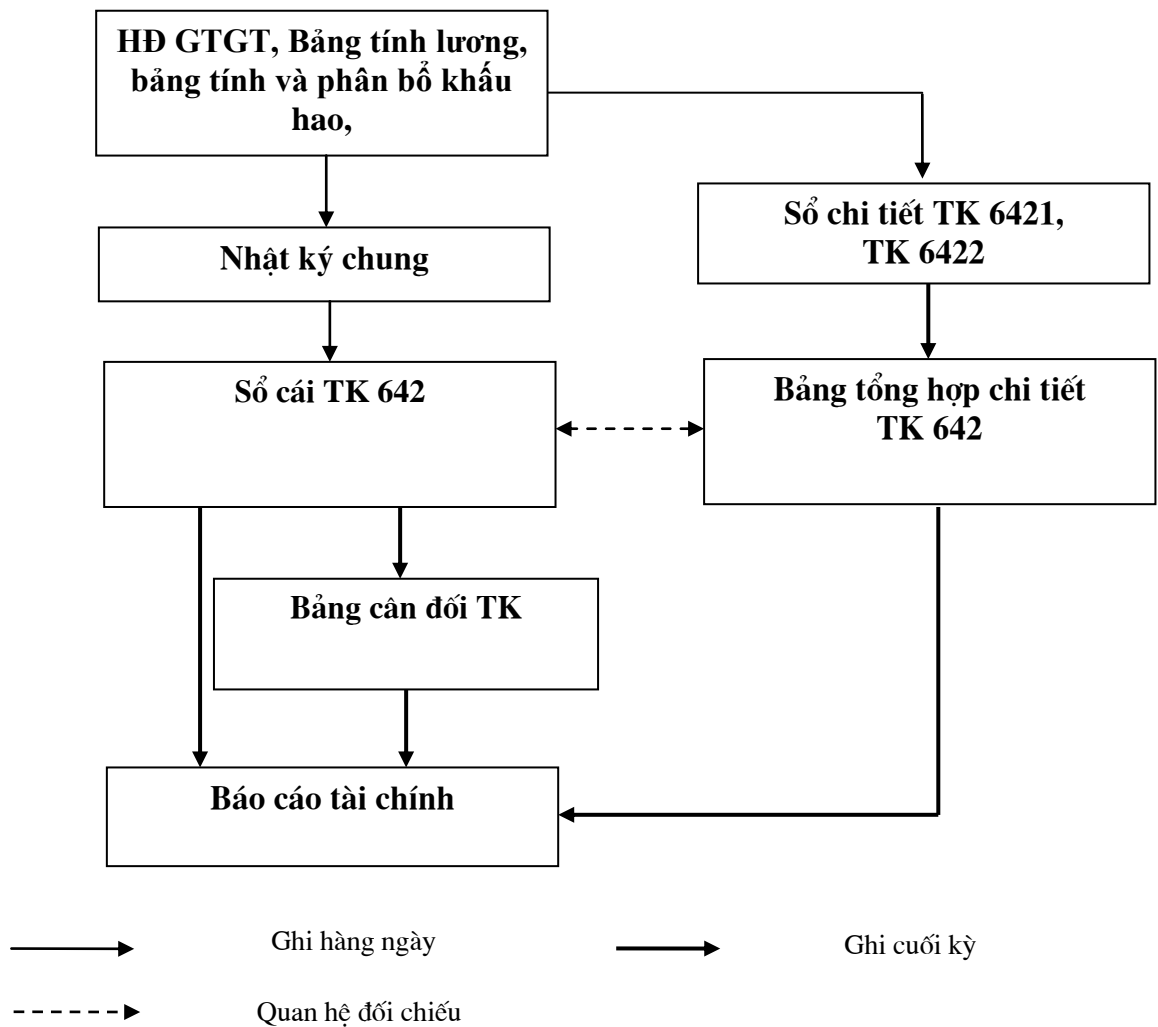 HĐ GTGT, Bảng tính lương,
bảng tính và phân bổ khấu
hao,
Sổ chi tiết TK 6421,
TK 6422
Nhật ký chung
Sổ cái TK 642
Bảng tổng hợp chi tiết
TK 642
Bảng cân đối TK
Báo cáo tài chính
Ghi hàng ngày
Ghi cuối kỳ
Quan hệ đối chiếu